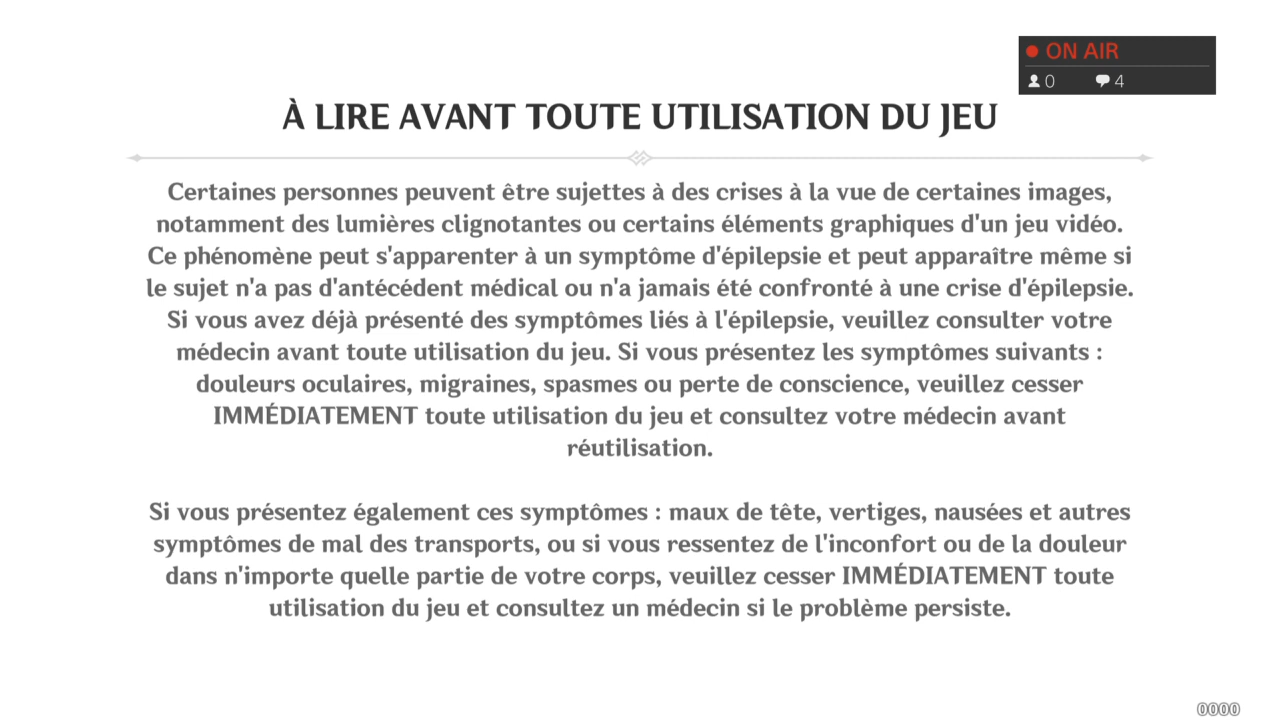 ON AIR
0 4
À LIRE AVANT TOUTE UTILISATION DU JEU
Certaines personnes peuvent être sujettes à des crises à la vue de certaines images,
notamment des lumières clignotantes ou certains éléments graphiques d'un jeu vidéo.
Ce phénomène peut s'apparenter à un symptôme d'épilepsie et peut apparaître même si
le sujet n'a pas d'antécédent médical ou n'a jamais été confronté à une crise d'épilepsie.
Si vous avez déjà présenté des symptômes liés à l'épilepsie, veuillez consulter votre
médecin avant toute utilisation du jeu. Si vous présentez les symptômes suivants :
douleurs oculaires, migraines, spasmes ou perte de conscience, veuillez cesser
IMMÉDIATEMENT toute utilisation du jeu et consultez votre médecin avant
réutilisation.
Si vous présentez également ces symptômes : maux de tête, vertiges, nausées et autres
symptômes de mal des transports, ou si vous ressentez de l'inconfort ou de la douleur
dans n'importe quelle partie de votre corps, veuillez cesser IMMÉDIATEMENT toute
utilisation du jeu et consultez un médecin si le problème persiste.
0000